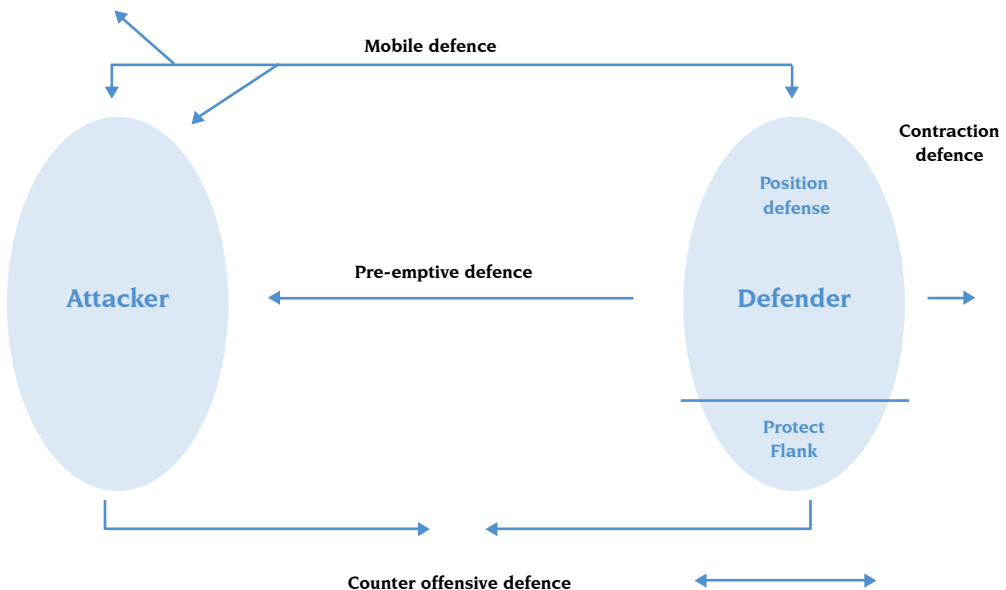 Mobile defence
Contraction
defence
Position
defense
Pre-emptive defence
Attacker
Defender
Protect
Flank
Counter offensive defence